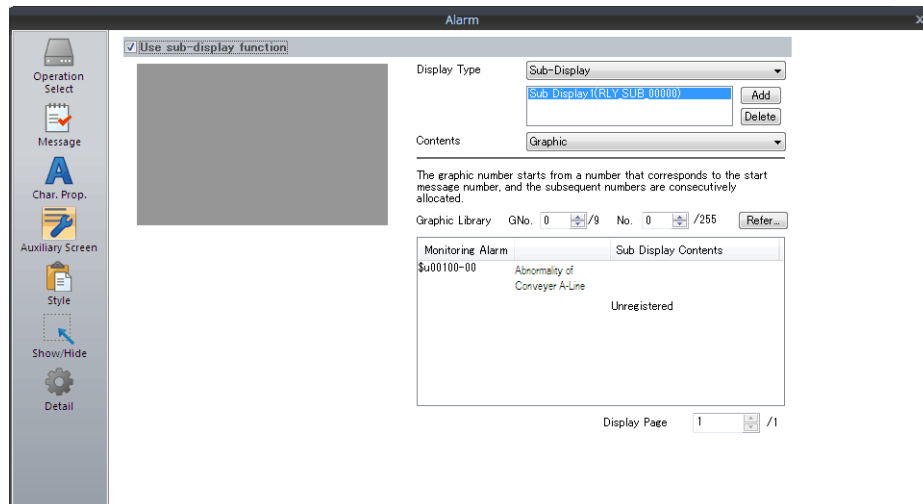 Alarm
x
Operation
Select
Message
Char. Prop.
Auxiliary Screen
Style
Show/Hide
Detail
Use sub-display function
Display Type
Sub-Display
Sub Display1(RLY_SUB_00000)
Add
Delete
Contents
Graphic
The graphic number starts from a number that corresponds to the start
message number, and the subsequent numbers are consecutively
allocated.
Graphic Library GNo. 0 /9 No. 0 /255 Refer...
Monitoring Alarm Sub Display Contents
$u00100-00 Abnormality of
Conveyer A-Line
Unregistered
Display Page 1 /1